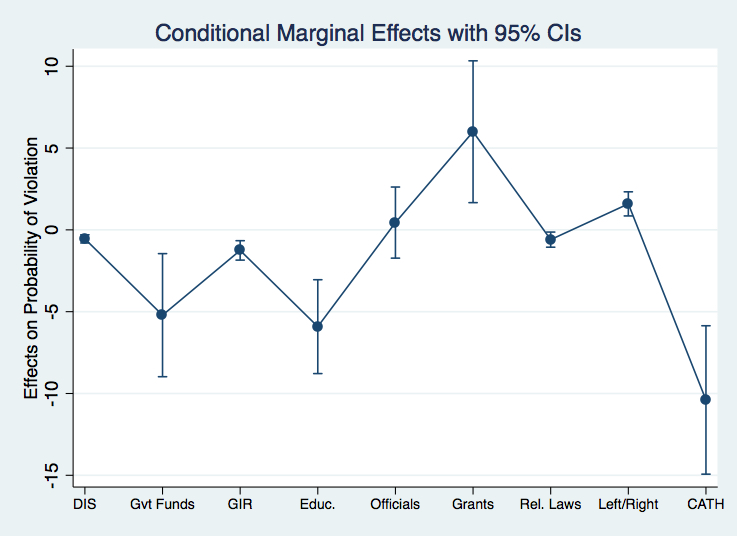 Conditional Marginal Effects with 95% CIs
Effects on Probability of Violation
10
5
0
-5
-10
-15
DIS Gvt Funds GIR Educ. Officials Grants Rel. Laws Left/Right CATH